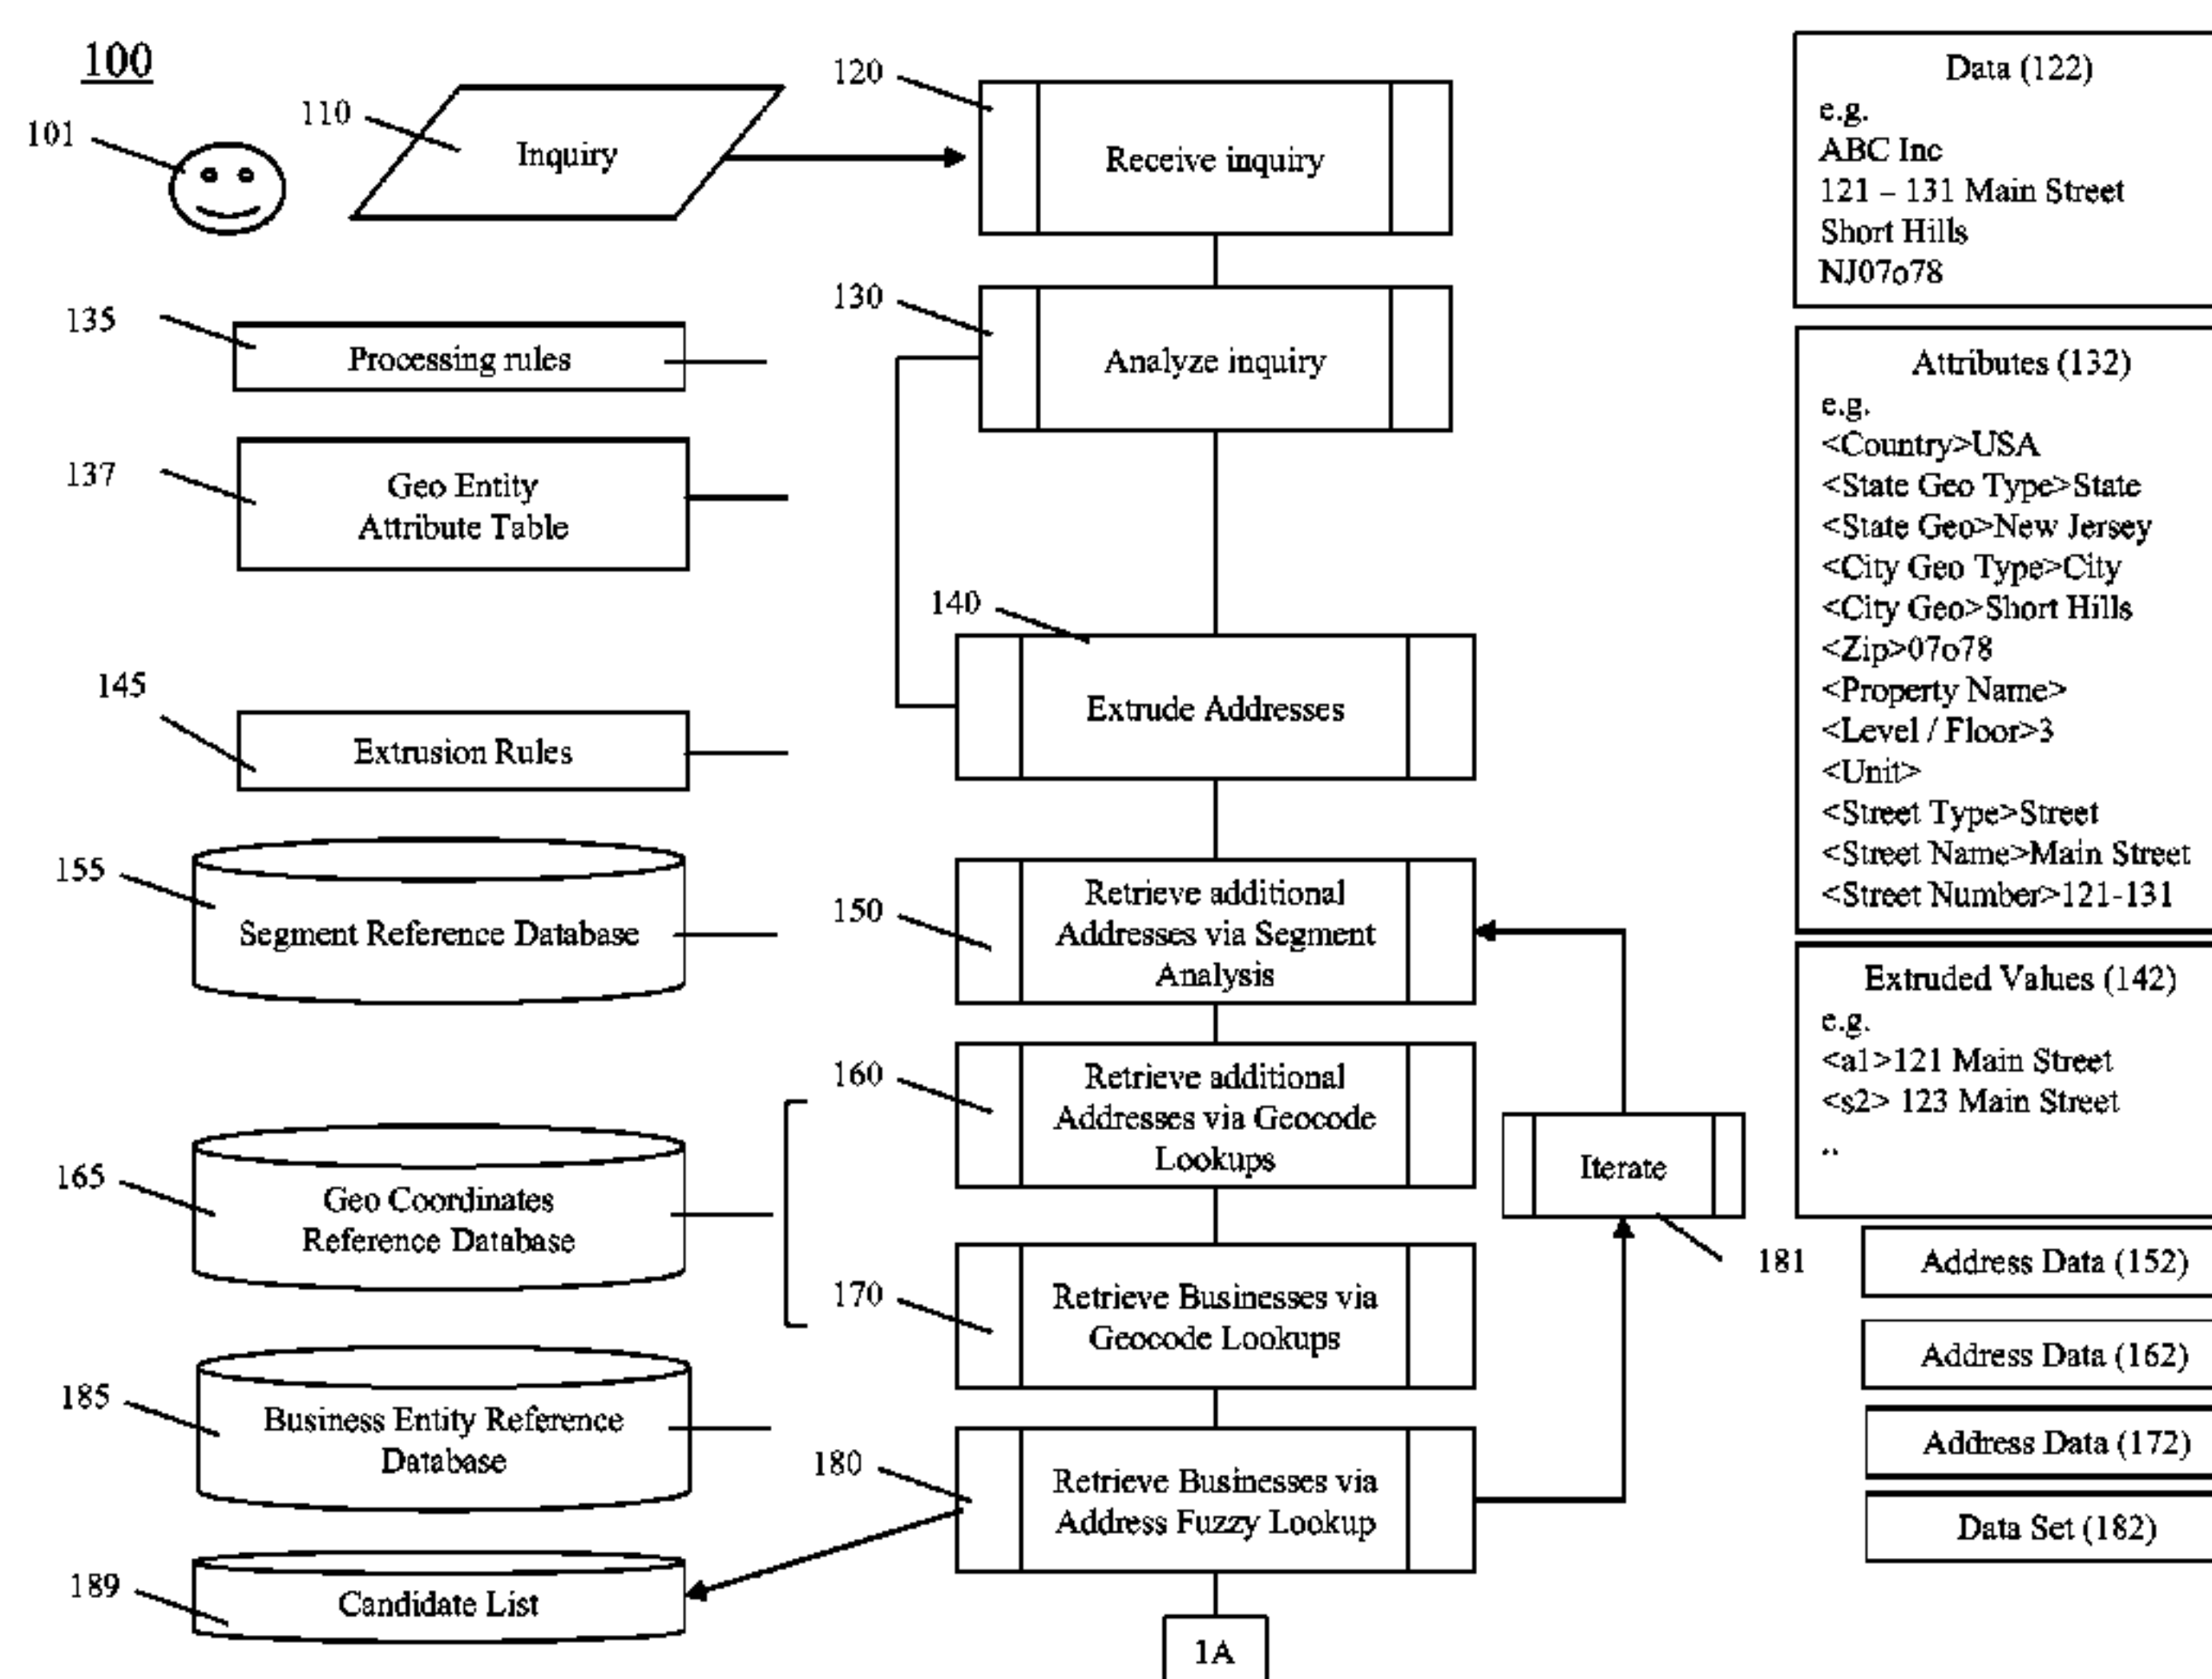 100
101
110
Inquiry
120
Receive inquiry
130
Analyze inquiry
135
Processing rules
137
Geo Entity
Attribute Table
140
Extrude Addresses
145
Extrusion Rules
155
Segment Reference Database
150
Retrieve additional
Addresses via Segment
Analysis
160
Retrieve additional
Addresses via Geocode
Lookups
165
Geo Coordinates
Reference Database
170
Retrieve Businesses via
Geocode Lookups
Iterate
181
185
Business Entity Reference
Database
180
Retrieve Businesses via
Address Fuzzy Lookup
189
Candidate List
1A
Data (122)
e.g.
ABC Inc
121 – 131 Main Street
Short Hills
NJ07o78
Attributes (132)
e.g.
<Country>USA
<State Geo Type>State
<State Geo>New Jersey
<City Geo Type>City
<City Geo>Short Hills
<Zip>07o78
<Property Name>
<Level / Floor>3
<Unit>
<Street Type>Street
<Street Name>Main Street
<Street Number>121-131
Extruded Values (142)
e.g.
<a1>121 Main Street
<s2> 123 Main Street
..
Address Data (152)
Address Data (162)
Address Data (172)
Data Set (182)